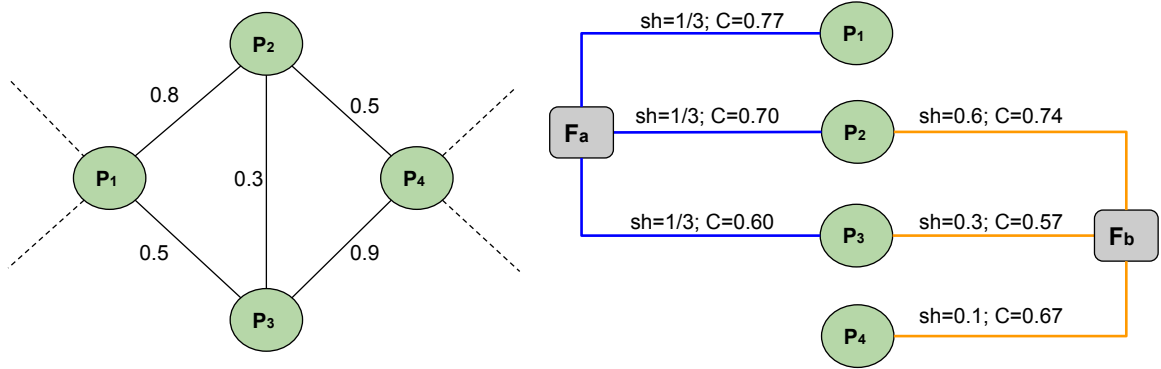 P2
0.8
0.5
P1
0.3
P4
0.5
0.9
P3
sh=1/3; C=0.77
P1
Fa
sh=1/3; C=0.70
P2
sh=0.6; C=0.74
sh=1/3; C=0.60
P3
sh=0.3; C=0.57
Fb
P4
sh=0.1; C=0.67